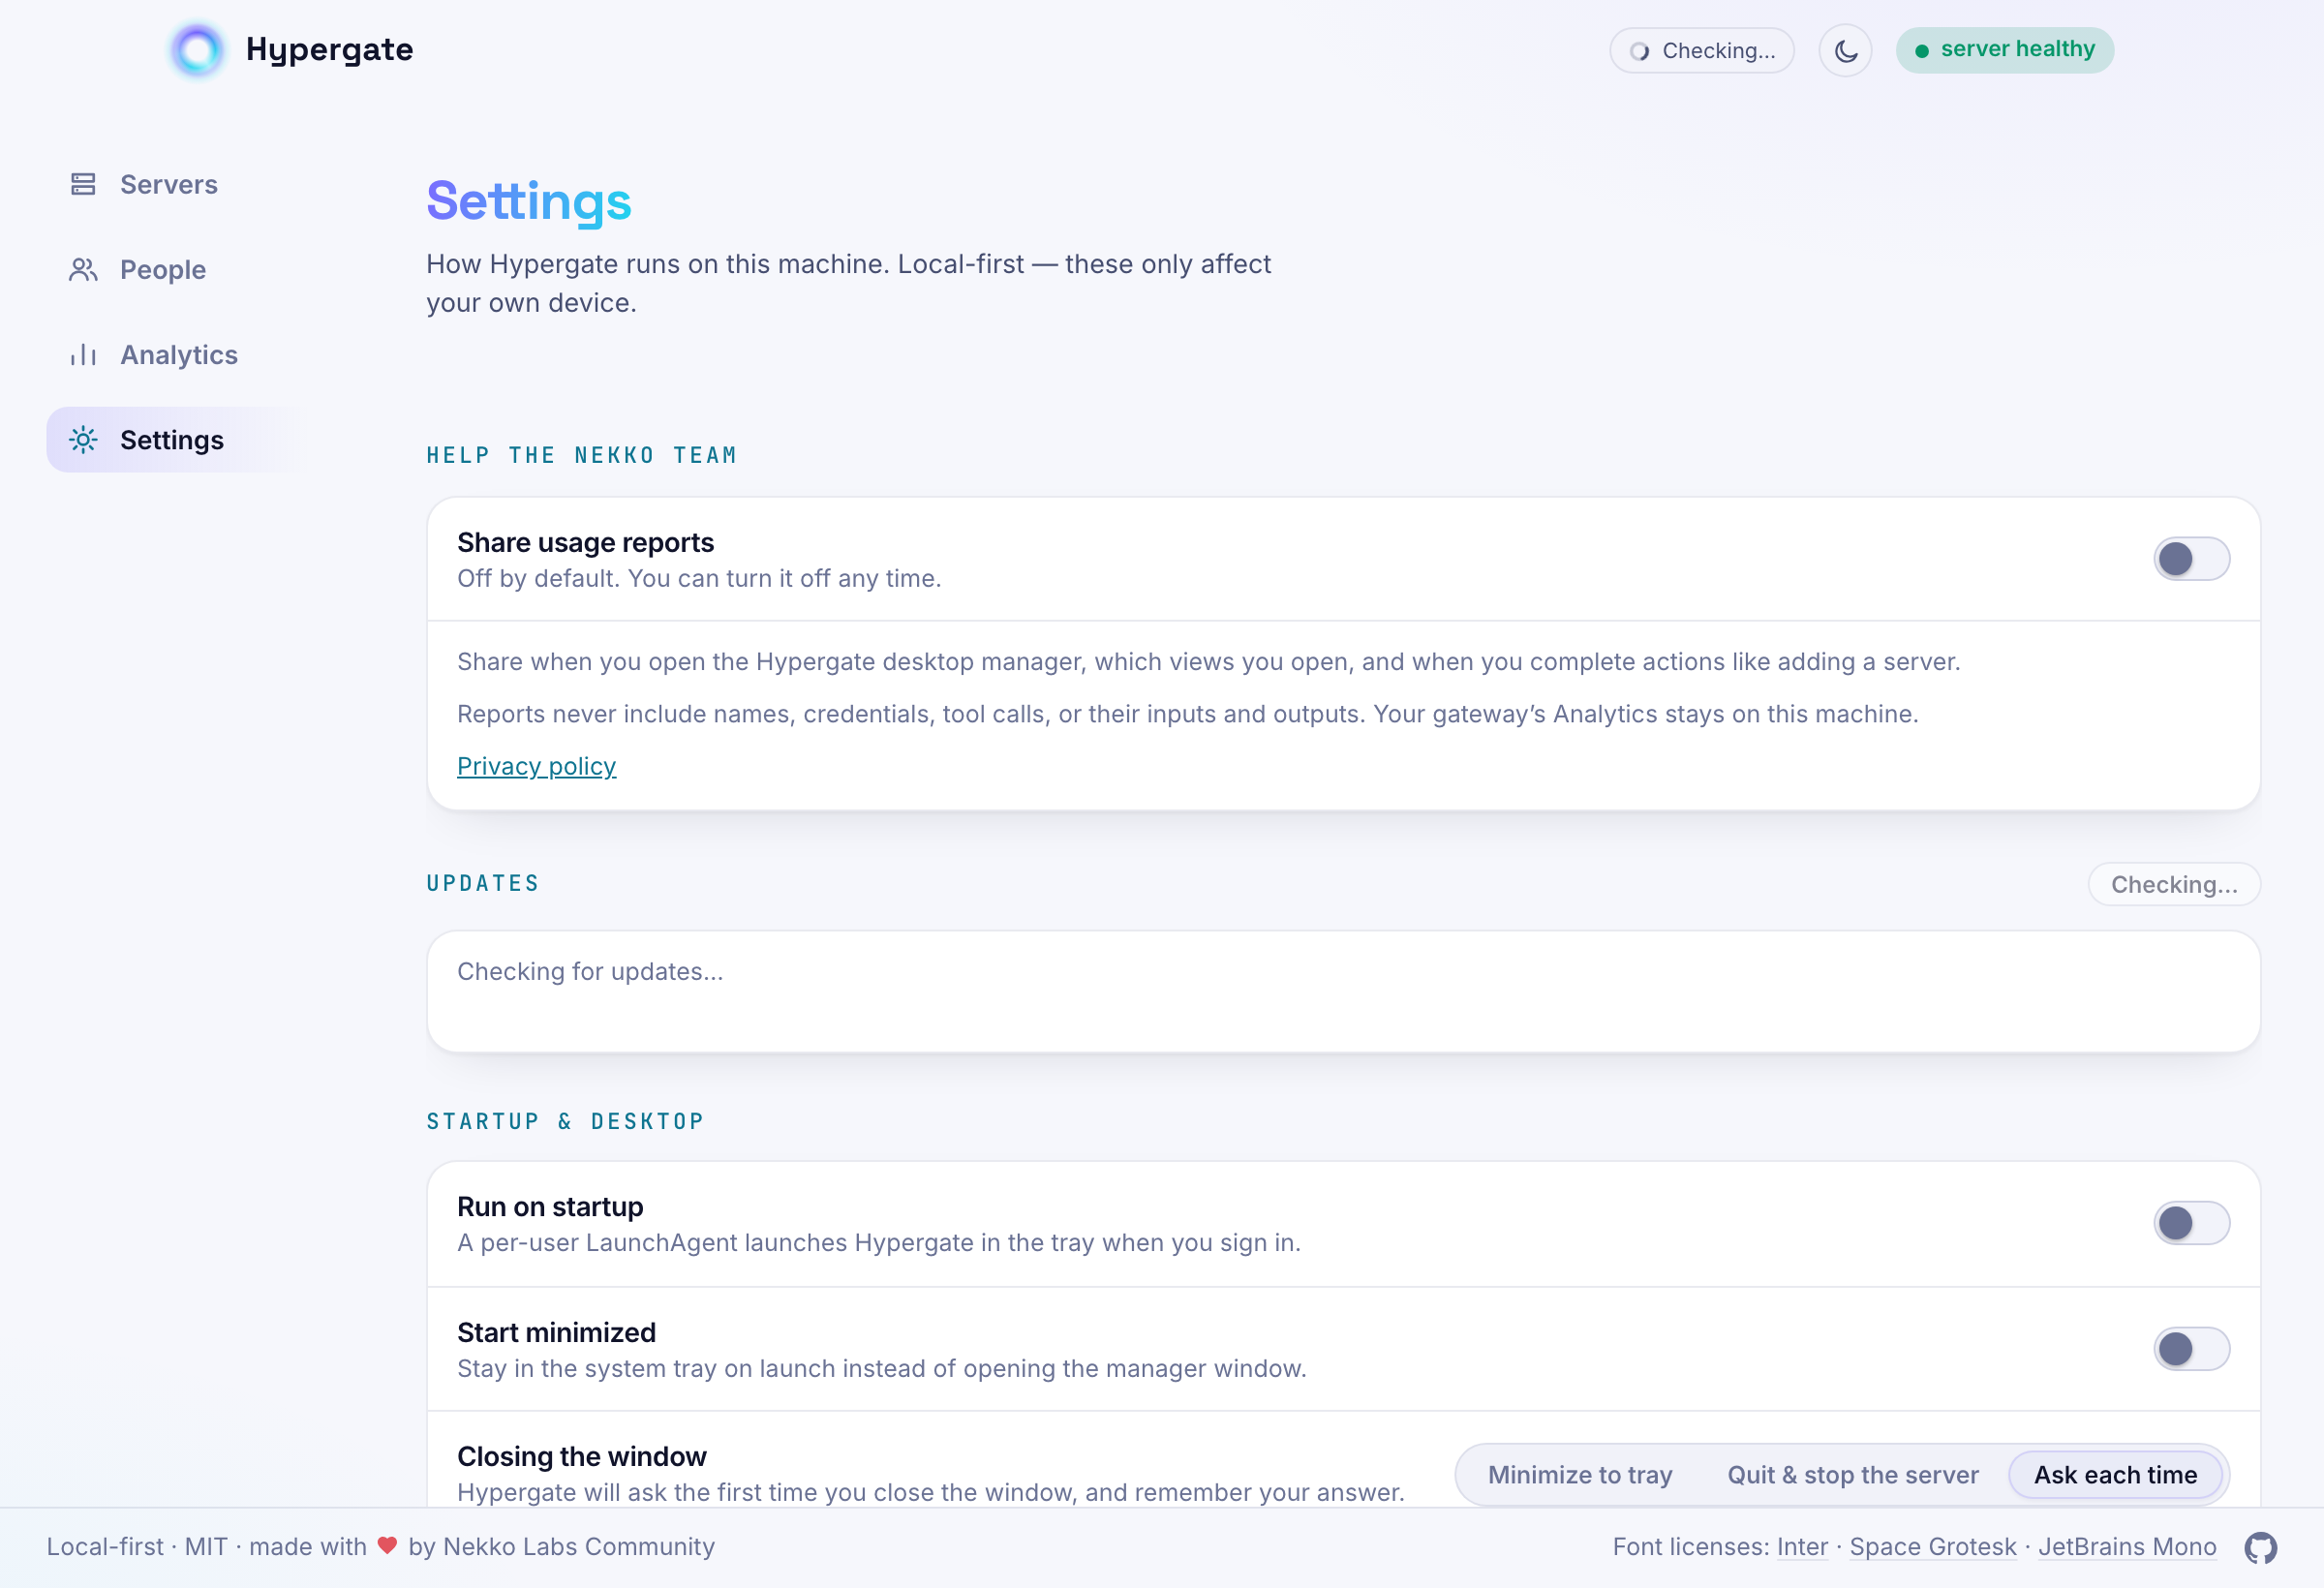 Hypergate
Checking...
server healthy
Servers
People
Analytics
Settings
Settings
How Hypergate runs on this machine. Local-first — these only affect
your own device.
HELP THE NEKKO TEAM
Share usage reports
Off by default. You can turn it off any time.
Share when you open the Hypergate desktop manager, which views you open, and when you complete actions like adding a server.
Reports never include names, credentials, tool calls, or their inputs and outputs. Your gateway’s Analytics stays on this machine.
Privacy policy
UPDATES
Checking...
Checking for updates...
STARTUP & DESKTOP
Run on startup
A per-user LaunchAgent launches Hypergate in the tray when you sign in.
Start minimized
Stay in the system tray on launch instead of opening the manager window.
Closing the window
Hypergate will ask the first time you close the window, and remember your answer.
Minimize to tray
Quit & stop the server
Ask each time
Local-first · MIT · made with ♥ by Nekko Labs Community
Font licenses: Inter · Space Grotesk · JetBrains Mono